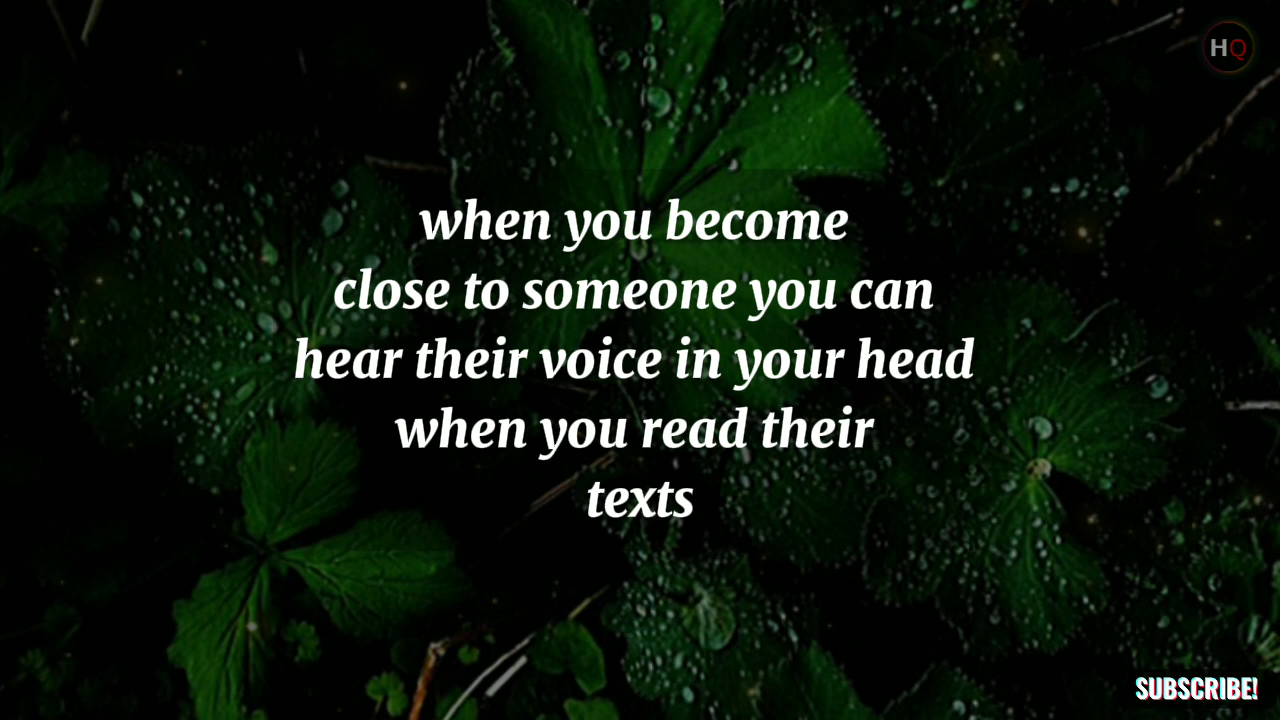 HQ
when you become
close to someone you can
hear their voice in your head
when you read their
texts
SUBSCRIBE!